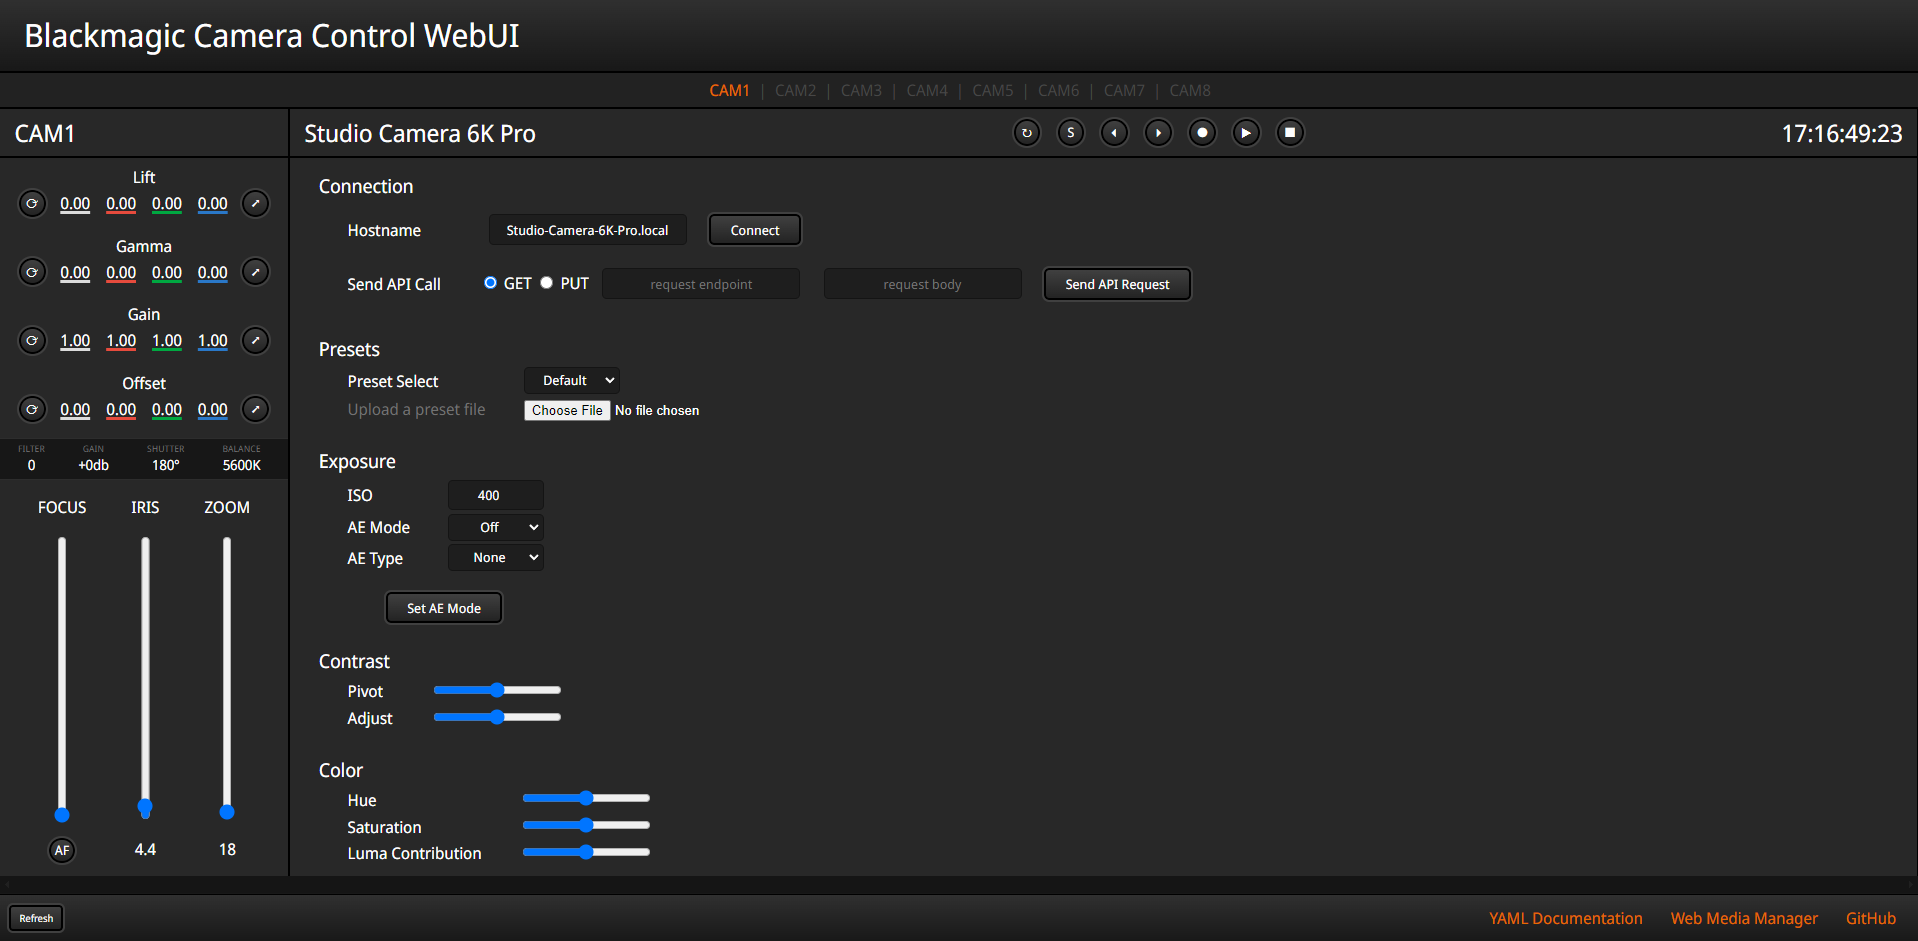 Blackmagic Camera Control WebUI
CAM1 | CAM2 | CAM3 | CAM4 | CAM5 | CAM6 | CAM7 | CAM8
CAM1
Studio Camera 6K Pro
S
17:16:49:23
Lift
0.00 0.00 0.00 0.00
Gamma
0.00 0.00 0.00 0.00
Gain
1.00 1.00 1.00 1.00
Offset
0.00 0.00 0.00 0.00
FILTER GAIN SHUTTER BALANCE
0 +0db 180° 5600K
FOCUS IRIS ZOOM
AF 4.4 18
Connection
Hostname Studio-Camera-6K-Pro.local Connect
Send API Call GET PUT request endpoint request body Send API Request
Presets
Preset Select Default
Upload a preset file Choose File No file chosen
Exposure
ISO 400
AE Mode Off
AE Type None
Set AE Mode
Contrast
Pivot
Adjust
Color
Hue
Saturation
Luma Contribution
Refresh
YAML Documentation Web Media Manager GitHub